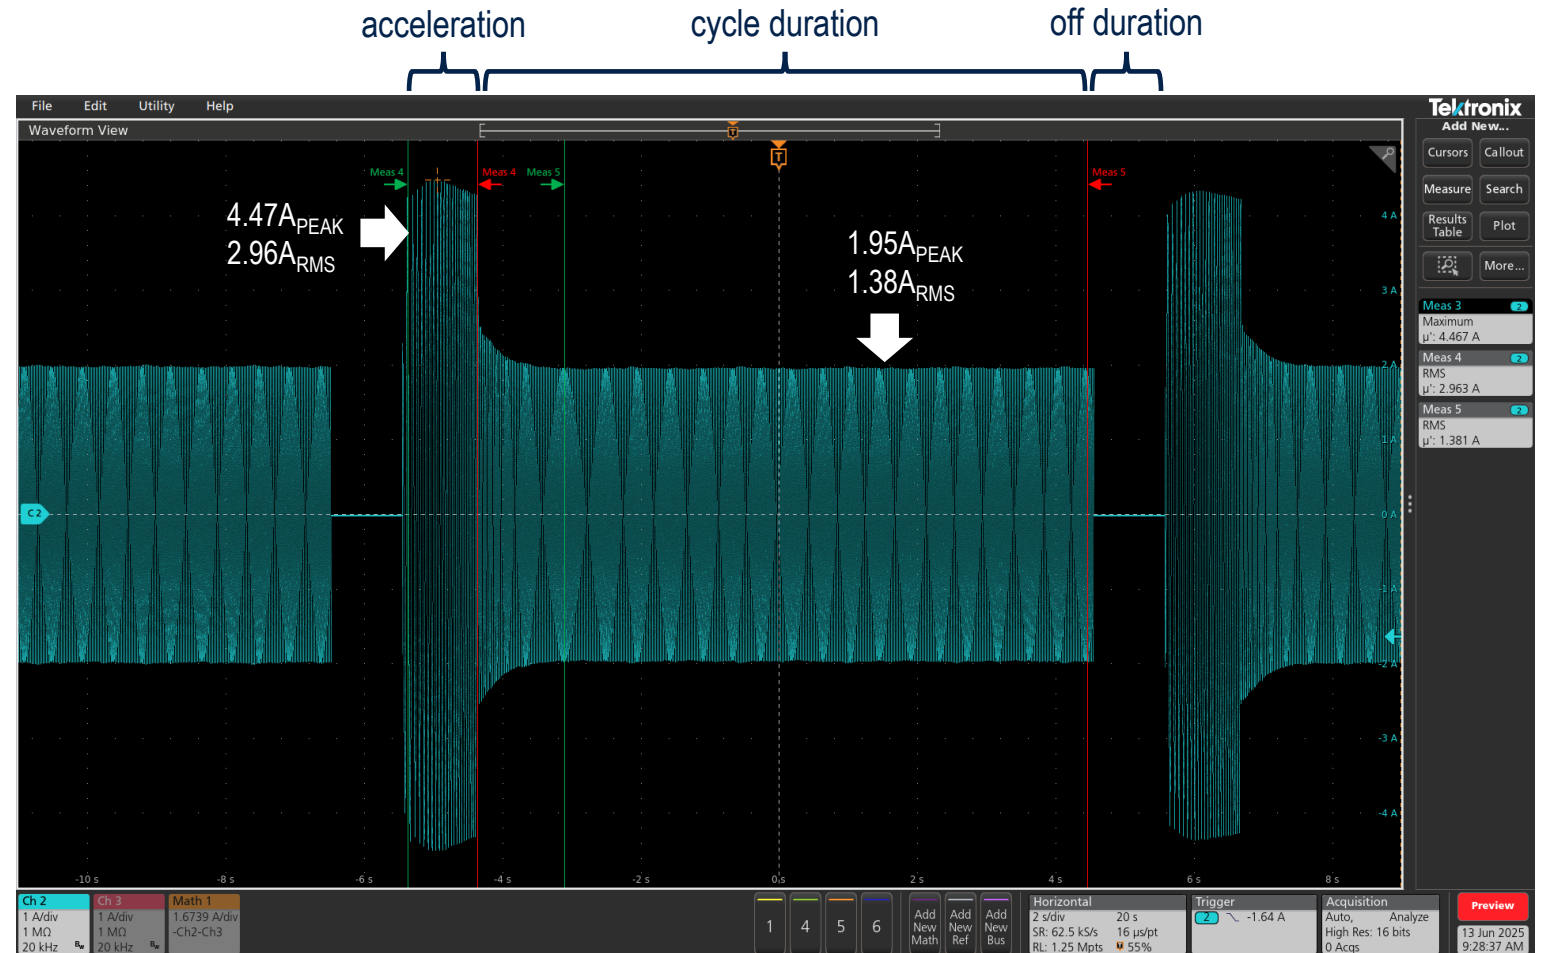 acceleration
cycle duration
off duration
File Edit Utility Help
Tektronix
Waveform View
Add New...
T
T
Cursors Callout
Meas 4
Meas 4
Meas 5
Meas 5
Measure Search
4.47APEAK
2.96ARMS
1.95APEAK
1.38ARMS
Results Table
Plot
More...
4 A
3 A
2 A
1 A
0 A
-1 A
-2 A
-3 A
-4 A
C 2
Meas 3 2
Maximum
µ': 4.467 A
Meas 4 2
RMS
µ': 2.963 A
Meas 5 2
RMS
µ': 1.381 A
-10 s -8 s -6 s -4 s -2 s 0 s 2 s 4 s 6 s 8 s
Ch 2
1 A/div
1 MΩ
20 kHz BW
Ch 3
1 A/div
1 MΩ
20 kHz BW
Math 1
1.6739 A/div
-Ch2-Ch3
1 4 5 6
Add New Math
Add New Ref
Add New Bus
Horizontal
2 s/div 20 s
SR: 62.5 kS/s 16 µs/pt
RL: 1.25 Mpts 55%
Trigger
2 -1.64 A
Acquisition
Auto, Analyze
High Res: 16 bits
0 Acqs
Preview
13 Jun 2025
9:28:37 AM